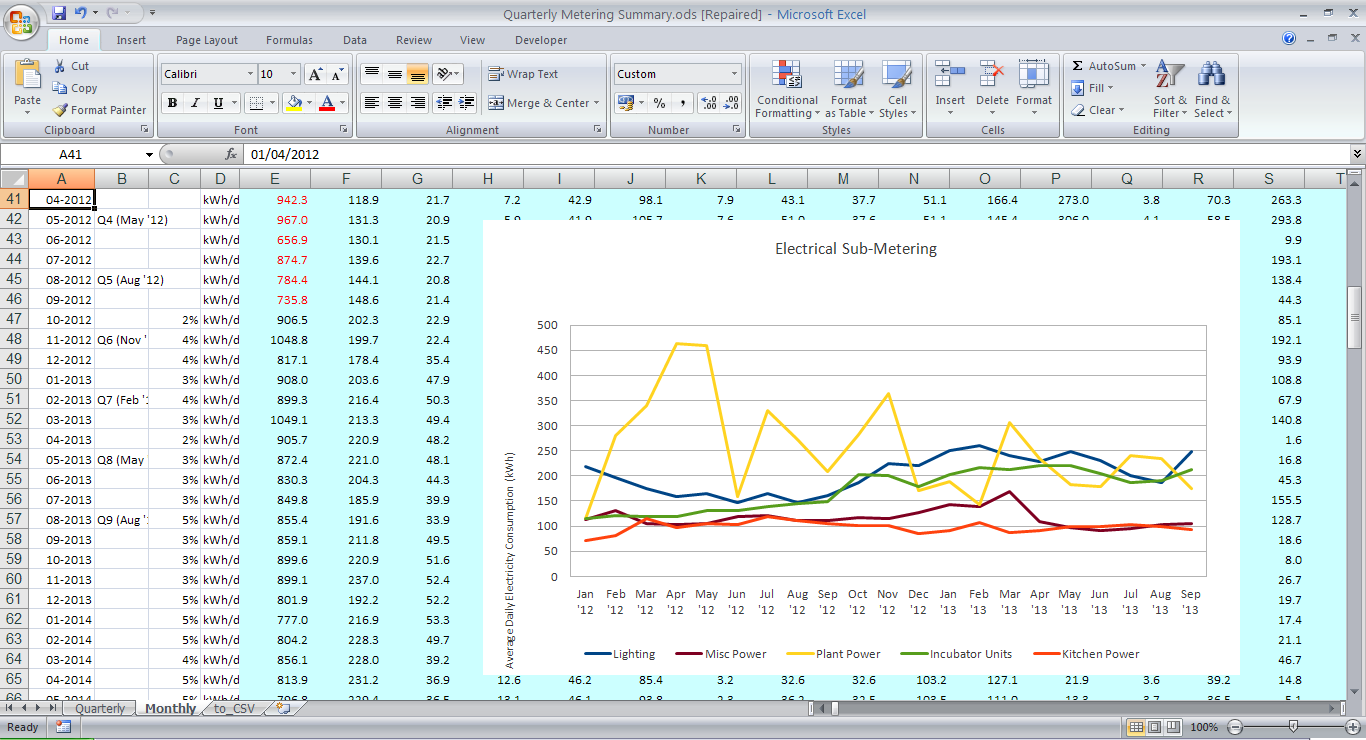 Quarterly Metering Summary.ods [Repaired] - Microsoft Excel
Home Insert Page Layout Formulas Data Review View Developer
Paste Cut Copy Format Painter Clipboard
Calibri 10 B I U Font
Wrap Text Merge & Center Alignment
Custom % , Number
Conditional Formatting Format as Table Cell Styles Styles
Insert Delete Format Cells
Σ AutoSum Fill Clear Sort & Filter Find & Select Editing
A41 fx 01/04/2012
A B C D E F G H I J K L M N O P Q R S T
41 04-2012 kWh/d 942.3 118.9 21.7 7.2 42.9 98.1 7.9 43.1 37.7 51.1 166.4 273.0 3.8 70.3 263.3
42 05-2012 Q4 (May '12) kWh/d 967.0 131.3 20.9 293.8
43 06-2012 kWh/d 656.9 130.1 21.5 9.9
44 07-2012 kWh/d 874.7 139.6 22.7 193.1
45 08-2012 Q5 (Aug '12) kWh/d 784.4 144.1 20.8 138.4
46 09-2012 kWh/d 735.8 148.6 21.4 44.3
47 10-2012 2% kWh/d 906.5 202.3 22.9 85.1
48 11-2012 Q6 (Nov ' 4% kWh/d 1048.8 199.7 22.4 192.1
49 12-2012 4% kWh/d 817.1 178.4 35.4 93.9
50 01-2013 3% kWh/d 908.0 203.6 47.9 108.8
51 02-2013 Q7 (Feb ' 4% kWh/d 899.3 216.4 50.3 67.9
52 03-2013 3% kWh/d 1049.1 213.3 49.4 140.8
53 04-2013 2% kWh/d 905.7 220.9 48.2 1.6
54 05-2013 Q8 (May 3% kWh/d 872.4 221.0 48.1 16.8
55 06-2013 3% kWh/d 830.3 204.3 44.3 45.3
56 07-2013 3% kWh/d 849.8 185.9 39.9 155.5
57 08-2013 Q9 (Aug ' 5% kWh/d 855.4 191.6 33.9 128.7
58 09-2013 3% kWh/d 859.1 211.8 49.5 18.6
59 10-2013 3% kWh/d 899.6 220.9 51.6 8.0
60 11-2013 3% kWh/d 899.1 237.0 52.4 26.7
61 12-2013 5% kWh/d 801.9 192.2 52.2 19.7
62 01-2014 5% kWh/d 777.0 216.9 53.3 17.4
63 02-2014 5% kWh/d 804.2 228.3 49.7 21.1
64 03-2014 4% kWh/d 856.1 228.0 39.2 46.7
65 04-2014 5% kWh/d 813.9 231.2 36.9 12.6 46.2 85.4 3.2 32.6 32.6 103.2 127.1 21.9 3.6 39.2 14.8
Electrical Sub-Metering
500
450
400
350
300
250
200
150
100
50
0
Average Daily Electricity Consumption (kWh)
Jan '12 Feb '12 Mar '12 Apr '12 May '12 Jun '12 Jul '12 Aug '12 Sep '12 Oct '12 Nov '12 Dec '12 Jan '13 Feb '13 Mar '13 Apr '13 May '13 Jun '13 Jul '13 Aug '13 Sep '13
Lighting Misc Power Plant Power Incubator Units Kitchen Power
Quarterly Monthly to_CSV
Ready 100%